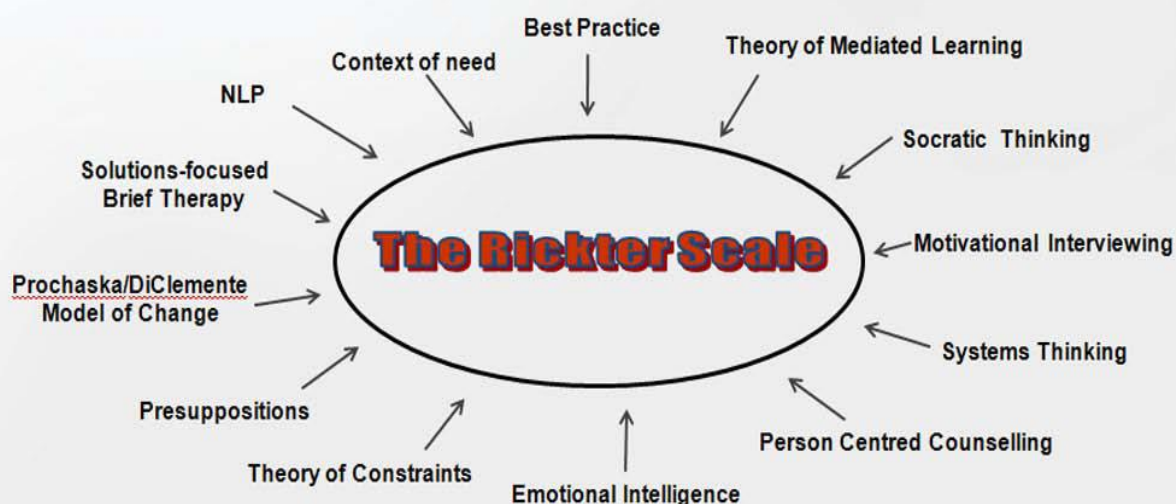 Best Practice
Theory of Mediated Learning
Context of need
NLP
Socratic Thinking
Solutions-focused
Brief Therapy
The Rickter Scale
Motivational Interviewing
Prochaska/DiClemente
Model of Change
Systems Thinking
Presuppositions
Person Centred Counselling
Theory of Constraints
Emotional Intelligence